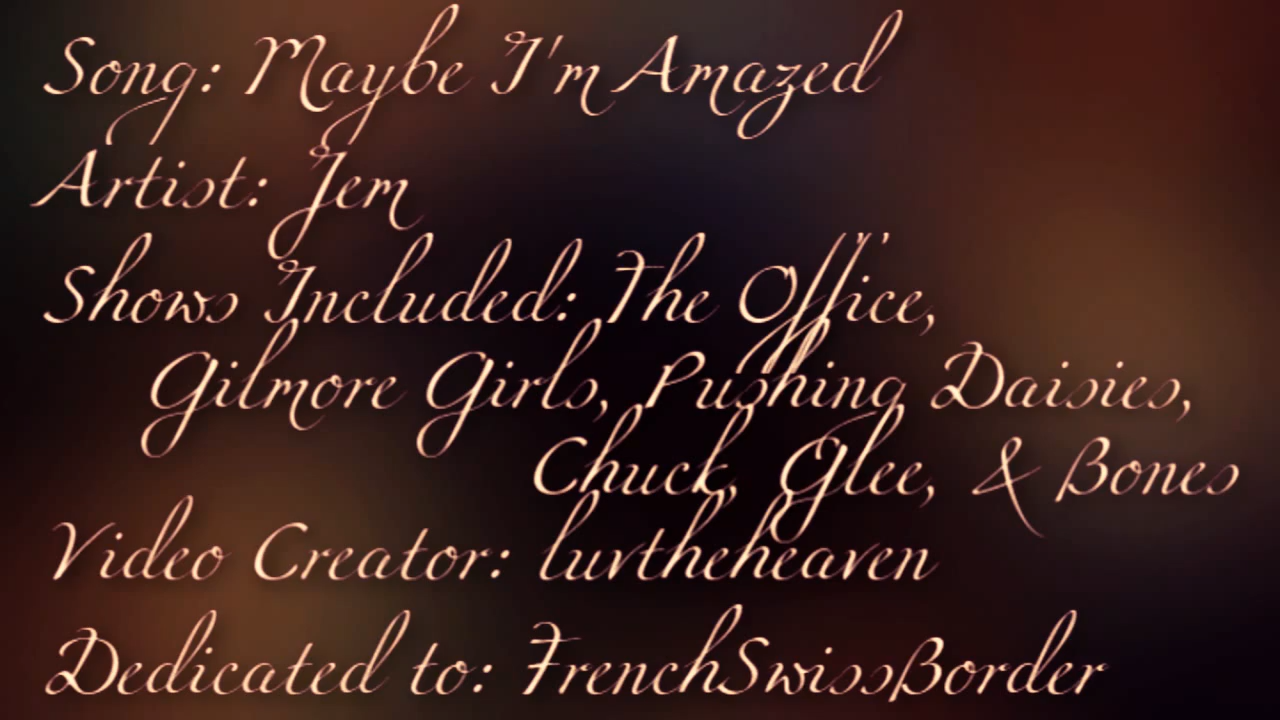 Song: Maybe I'm Amazed
Artist: Jem
Shows Included: The Office,
Gilmore Girls, Pushing Daisies,
Chuck, Glee, & Bones
Video Creator: luvtheheaven
Dedicated to: FrenchSwissBorder